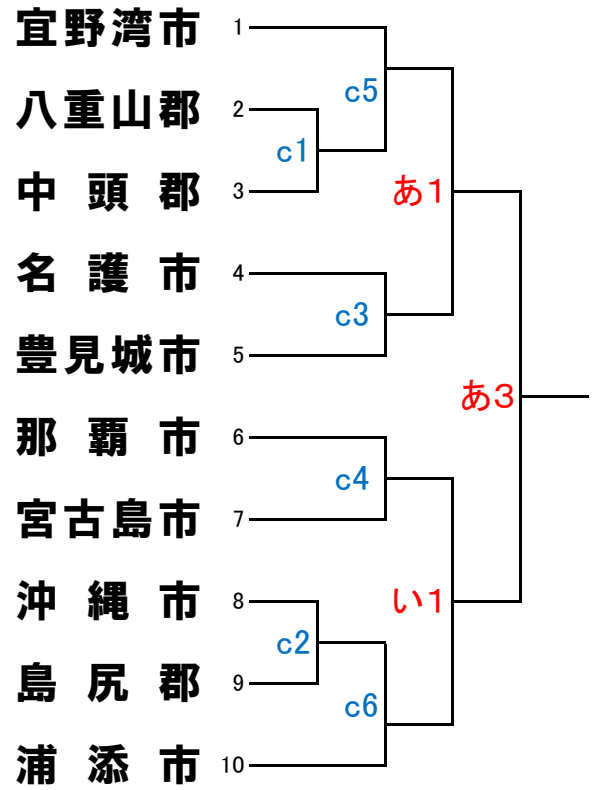 宜野湾市 1
八重山郡 2
中頭郡 3
名護市 4
豊見城市 5
那覇市 6
宮古島市 7
沖縄市 8
島尻郡 9
浦添市 10
c5
c1
あ1
c3
あ3
c4
い1
c2
c6